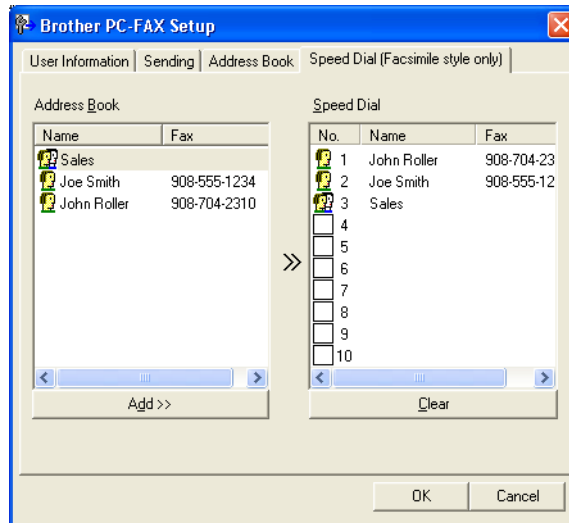 Brother PC-FAX Setup
User Information Sending Address Book Speed Dial (Facsimile style only)
Address Book
Name Fax
Sales
Joe Smith 908-555-1234
John Roller 908-704-2310
Add >>
>>
Speed Dial
No. Name Fax
1 John Roller 908-704-23
2 Joe Smith 908-555-12
3 Sales
4
5
6
7
8
9
10
Clear
OK Cancel